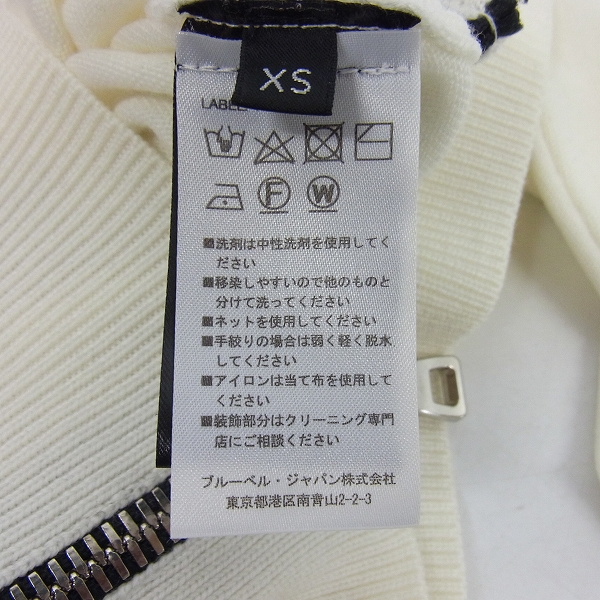 XS
LABEL
F
W
■洗剤は中性洗剤を使用してく
ださい
■移染しやすいので他のものと
分けて洗ってください
■ネットを使用してください
■手絞りの場合は弱く軽く脱水
してください
■アイロンは当て布を使用して
ください
■装飾部分はクリーニング専門
店にご相談ください
ブルーベル・ジャパン株式会社
東京都港区南青山2-2-3